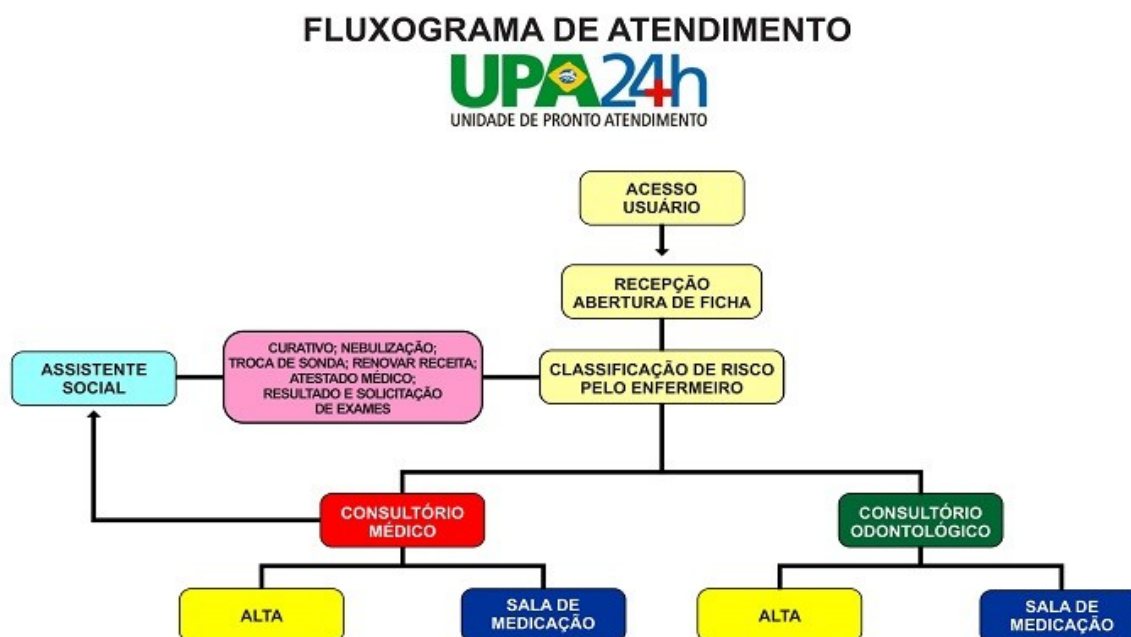 FLUXOGRAMA DE ATENDIMENTO
UPA24h
UNIDADE DE PRONTO ATENDIMENTO
ACESSO
USUÁRIO
RECEPÇÃO
ABERTURA DE FICHA
CLASSIFICAÇÃO DE RISCO
PELO ENFERMEIRO
CURATIVO; NEBULIZAÇÃO;
TROCA DE SONDA; RENOVAR RECEITA;
ATESTADO MÉDICO;
RESULTADO E SOLICITAÇÃO
DE EXAMES
ASSISTENTE
SOCIAL
CONSULTÓRIO
MÉDICO
CONSULTÓRIO
ODONTOLÓGICO
ALTA
SALA DE
MEDICAÇÃO
ALTA
SALA DE
MEDICAÇÃO